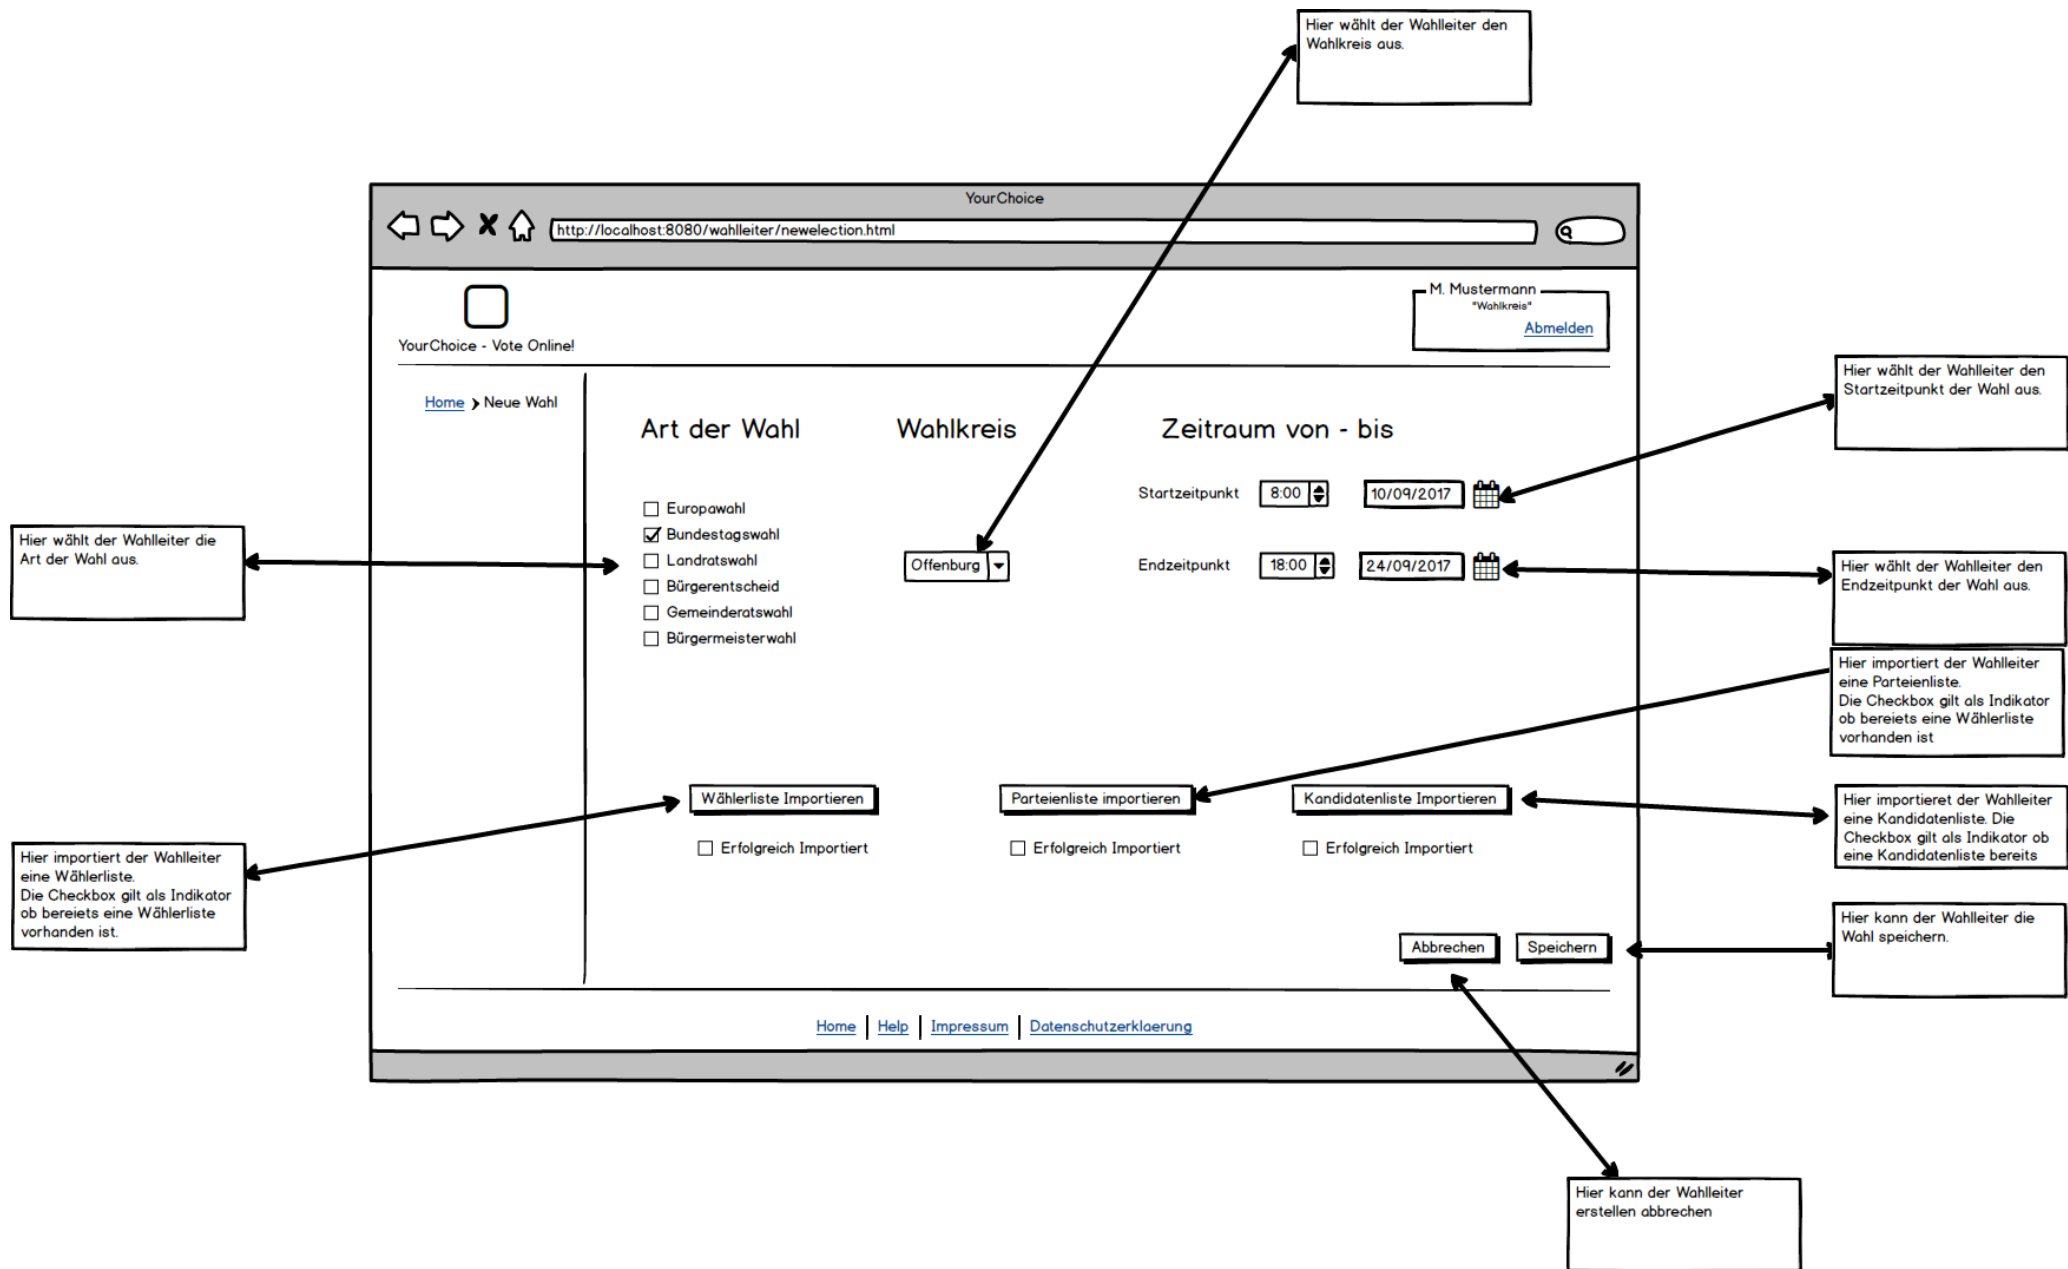 Hier wählt der Wahlleiter den
Wahlkreis aus.
YourChoice
http://localhost:8080/wahlleiter/newelection.html
M. Mustermann
"Wahlkreis"
Abmelden
YourChoice - Vote Online!
Home > Neue Wahl
Art der Wahl
Europawahl
Bundestagswahl
Landratswahl
Bürgerentscheid
Gemeinderatswahl
Bürgermeisterwahl
Wahlkreis
Offenburg
Zeitraum von - bis
Startzeitpunkt 8:00 10/09/2017
Endzeitpunkt 18:00 24/09/2017
Hier wählt der Wahlleiter den
Startzeitpunkt der Wahl aus.
Hier wählt der Wahlleiter die
Art der Wahl aus.
Hier wählt der Wahlleiter den
Endzeitpunkt der Wahl aus.
Hier importiert der Wahlleiter
eine Parteienliste.
Die Checkbox gilt als Indikator
ob bereiets eine Wählerliste
vorhanden ist
Wählerliste Importieren
Erfolgreich Importiert
Parteienliste importieren
Erfolgreich Importiert
Kandidatenliste Importieren
Erfolgreich Importiert
Hier importieret der Wahlleiter
eine Kandidatenliste. Die
Checkbox gilt als Indikator ob
eine Kandidatenliste bereits
Hier importiert der Wahlleiter
eine Wählerliste.
Die Checkbox gilt als Indikator
ob bereiets eine Wählerliste
vorhanden ist.
Abbrechen Speichern
Hier kann der Wahlleiter die
Wahl speichern.
Home | Help | Impressum | Datenschutzerklaerung
Hier kann der Wahlleiter
erstellen abbrechen